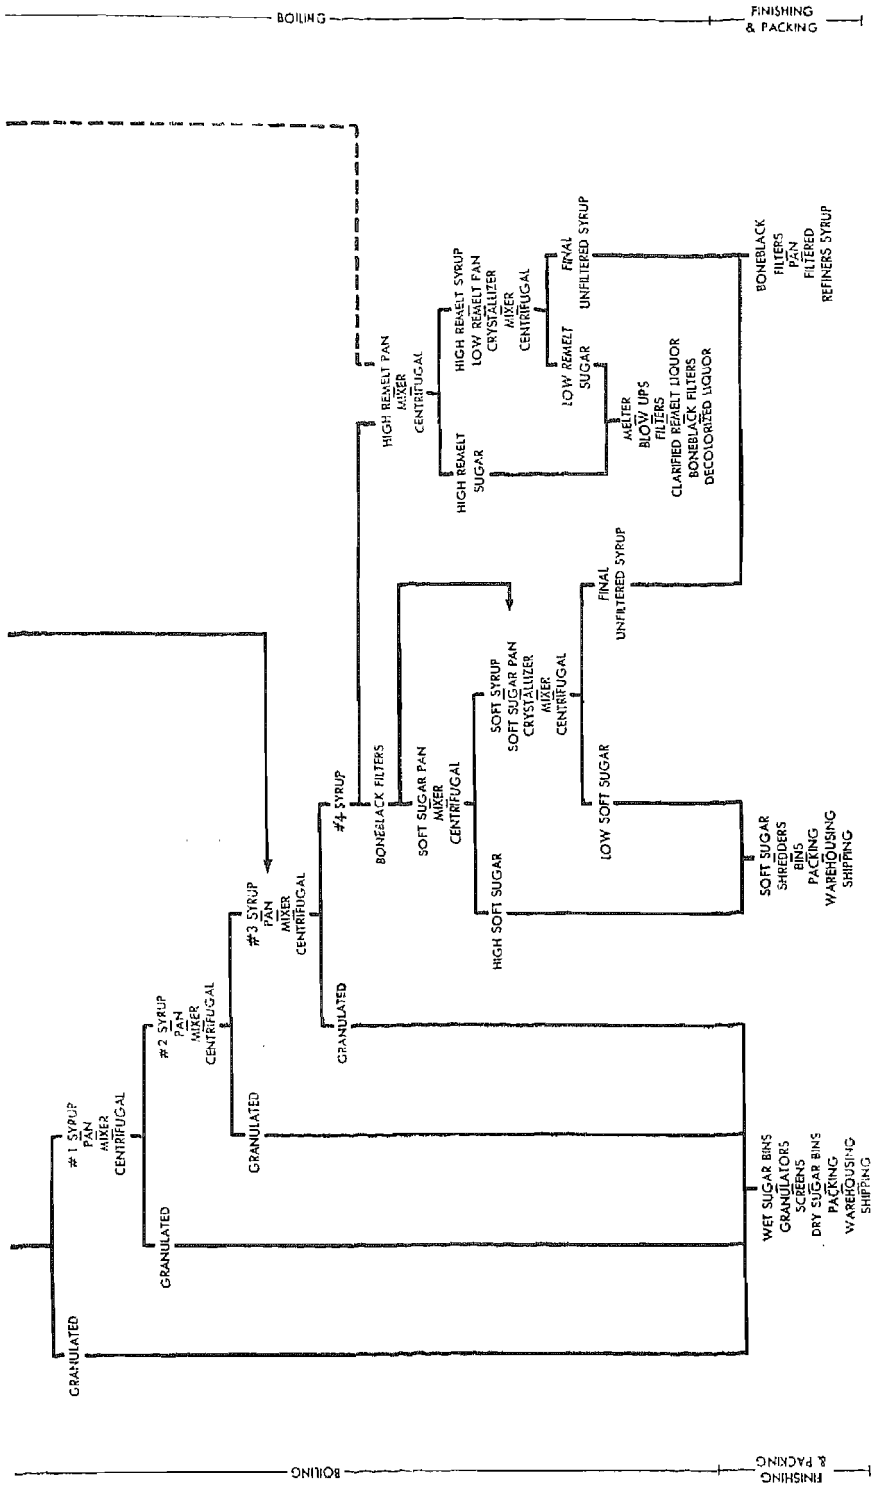 BOILING
FINISHING
& PACKING
HIGH REMELT PAN
MIXER
CENTRIFUGAL
HIGH REMELT SYRUP
LOW REMELT PAN
CRYSTALLIZER
MIXER
CENTRIFUGAL
FINAL
UNFILTERED SYRUP
BONEBLACK
FILTERS
PAN
FILTERED
REFINERS SYRUP
HIGH REMELT
SUGAR
LOW REMELT
SUGAR
MELTER
BLOW UPS
FILTERS
CLARIFIED REMELT LIQUOR
BONEBLACK FILTERS
DECOLORIZED LIQUOR
#4 SYRUP
BONEBLACK FILTERS
SOFT SUGAR PAN
MIXER
CENTRIFUGAL
SOFT SYRUP
SOFT SUGAR PAN
CRYSTALLIZER
MIXER
CENTRIFUGAL
FINAL
UNFILTERED SYRUP
HIGH SOFT SUGAR
LOW SOFT SUGAR
SOFT SUGAR
SHREDDERS
BINS
PACKING
WAREHOUSING
SHIPPING
#3 SYRUP
PAN
MIXER
CENTRIFUGAL
GRANULATED
#2 SYRUP
PAN
MIXER
CENTRIFUGAL
GRANULATED
#1 SYRUP
PAN
MIXER
CENTRIFUGAL
GRANULATED
GRANULATED
WET SUGAR BINS
GRANULATORS
SCREENS
DRY SUGAR BINS
PACKING
WAREHOUSING
SHIPPING
BOILING
FINISHING
& PACKING